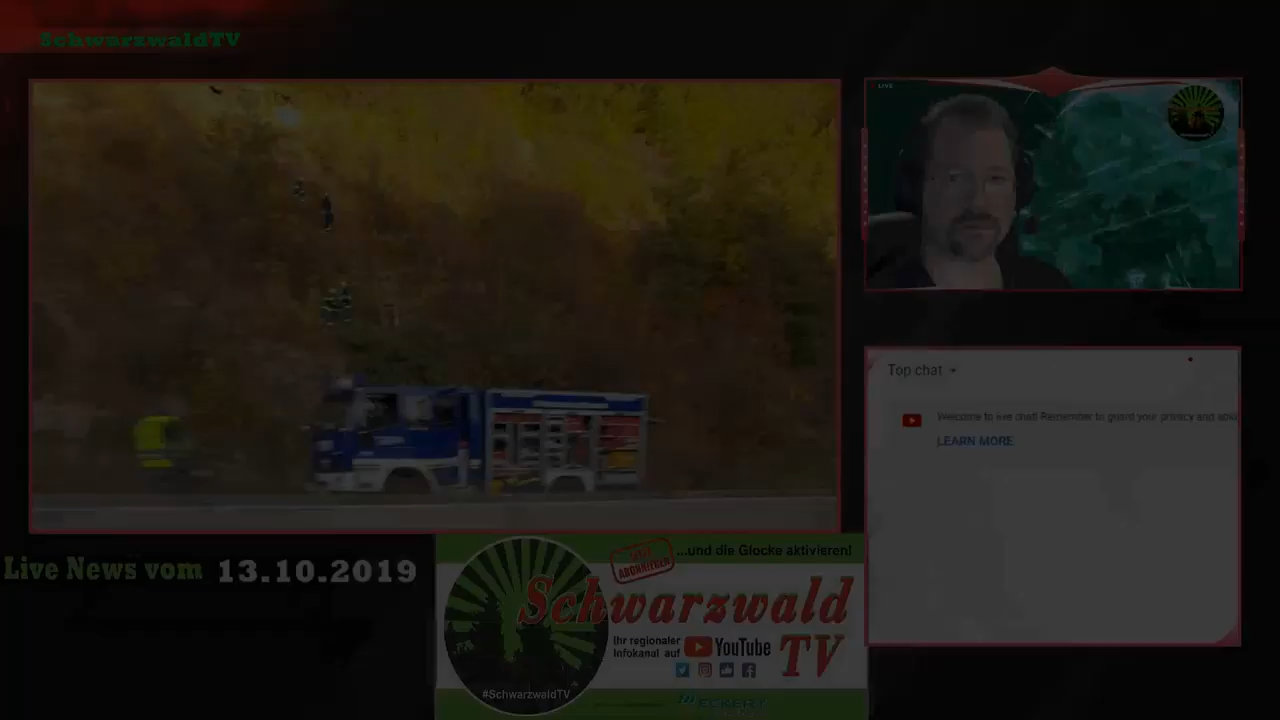 SchwarzwaldTV
LIVE
Top chat
Welcome to live chat! Remember to guard your privacy and
LEARN MORE
Live News vom 13.10.2019
...und die Glocke aktivieren!
Jetzt
ABONNIEREN
Schwarzwald
TV
Ihr regionaler
Infokanal auf YouTube
#SchwarzwaldTV
ECKERT